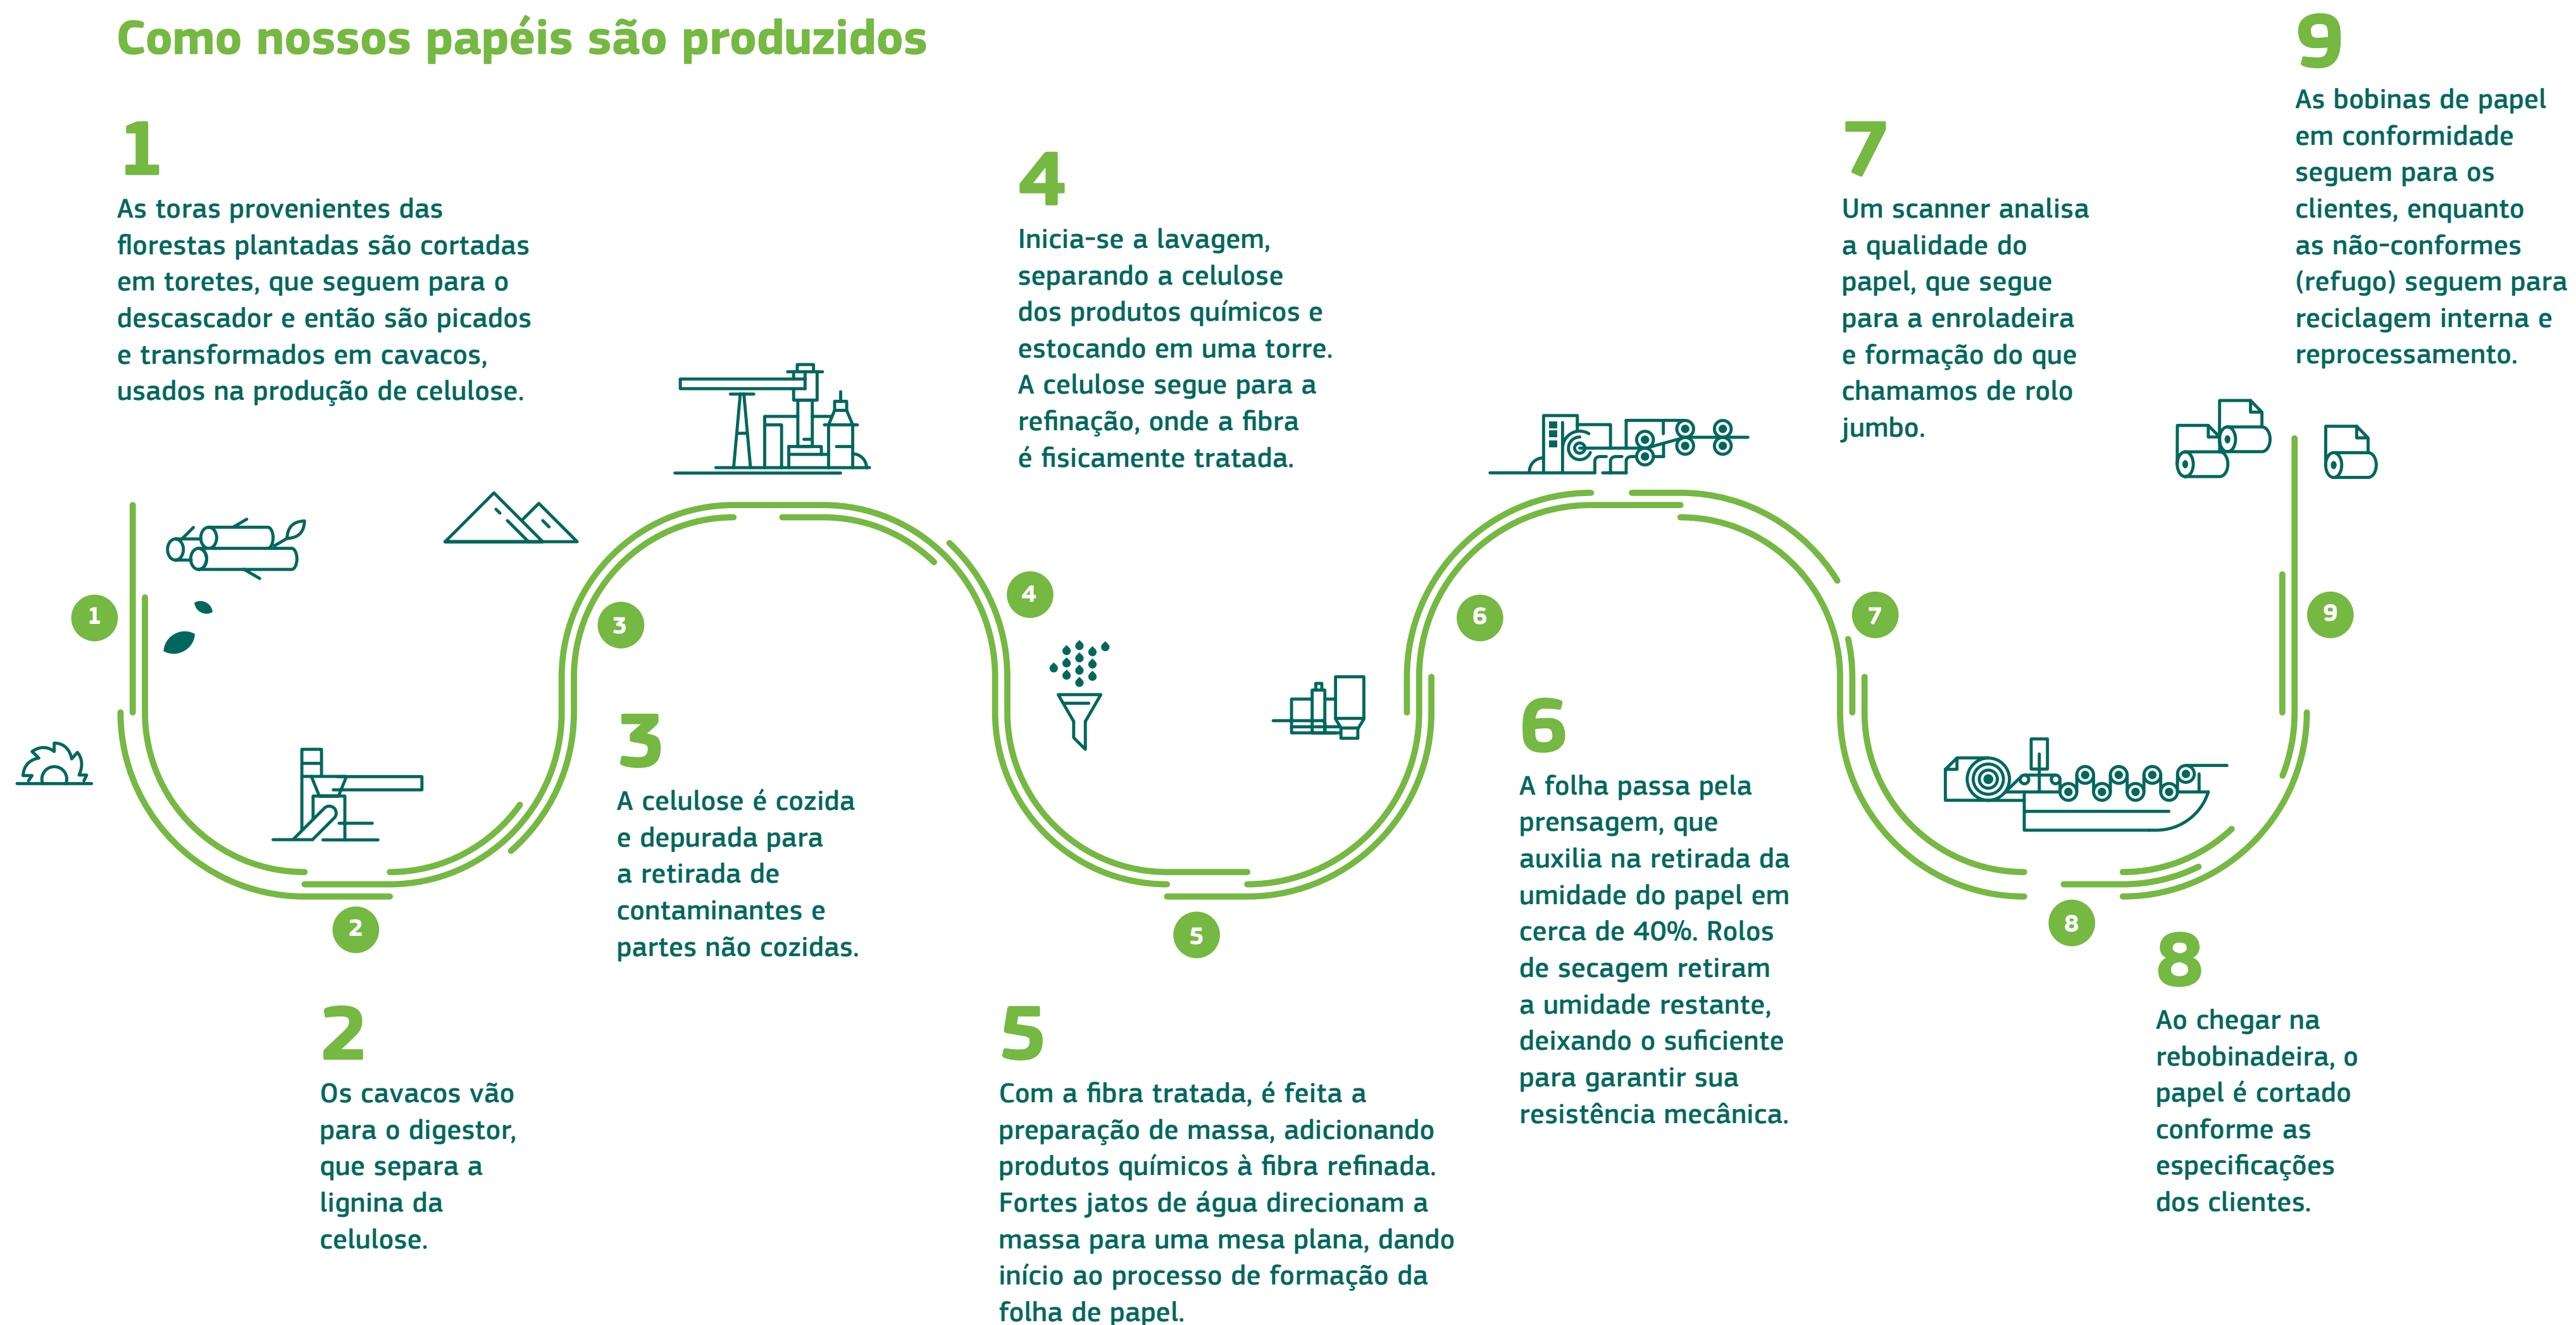 Como nossos papéis são produzidos
1
As toras provenientes das
florestas plantadas são cortadas
em toretes, que seguem para o
descascador e então são picados
e transformados em cavacos,
usados na produção de celulose.
2
Os cavacos vão
para o digestor,
que separa a
lignina da
celulose.
3
A celulose é cozida
e depurada para
a retirada de
contaminantes e
partes não cozidas.
4
Inicia-se a lavagem,
separando a celulose
dos produtos químicos e
estocando em uma torre.
A celulose segue para a
refinação, onde a fibra
é fisicamente tratada.
5
Com a fibra tratada, é feita a
preparação de massa, adicionando
produtos químicos à fibra refinada.
Fortes jatos de água direcionam a
massa para uma mesa plana, dando
início ao processo de formação da
folha de papel.
6
A folha passa pela
prensagem, que
auxilia na retirada da
umidade do papel em
cerca de 40%. Rolos
de secagem retiram
a umidade restante,
deixando o suficiente
para garantir sua
resistência mecânica.
7
Um scanner analisa
a qualidade do
papel, que segue
para a enroladeira
e formação do que
chamamos de rolo
jumbo.
8
Ao chegar na
rebobinadeira, o
papel é cortado
conforme as
especificações
dos clientes.
9
As bobinas de papel
em conformidade
seguem para os
clientes, enquanto
as não-conformes
(refugo) seguem para
reciclagem interna e
reprocessamento.
1
2
3
4
5
6
7
8
9